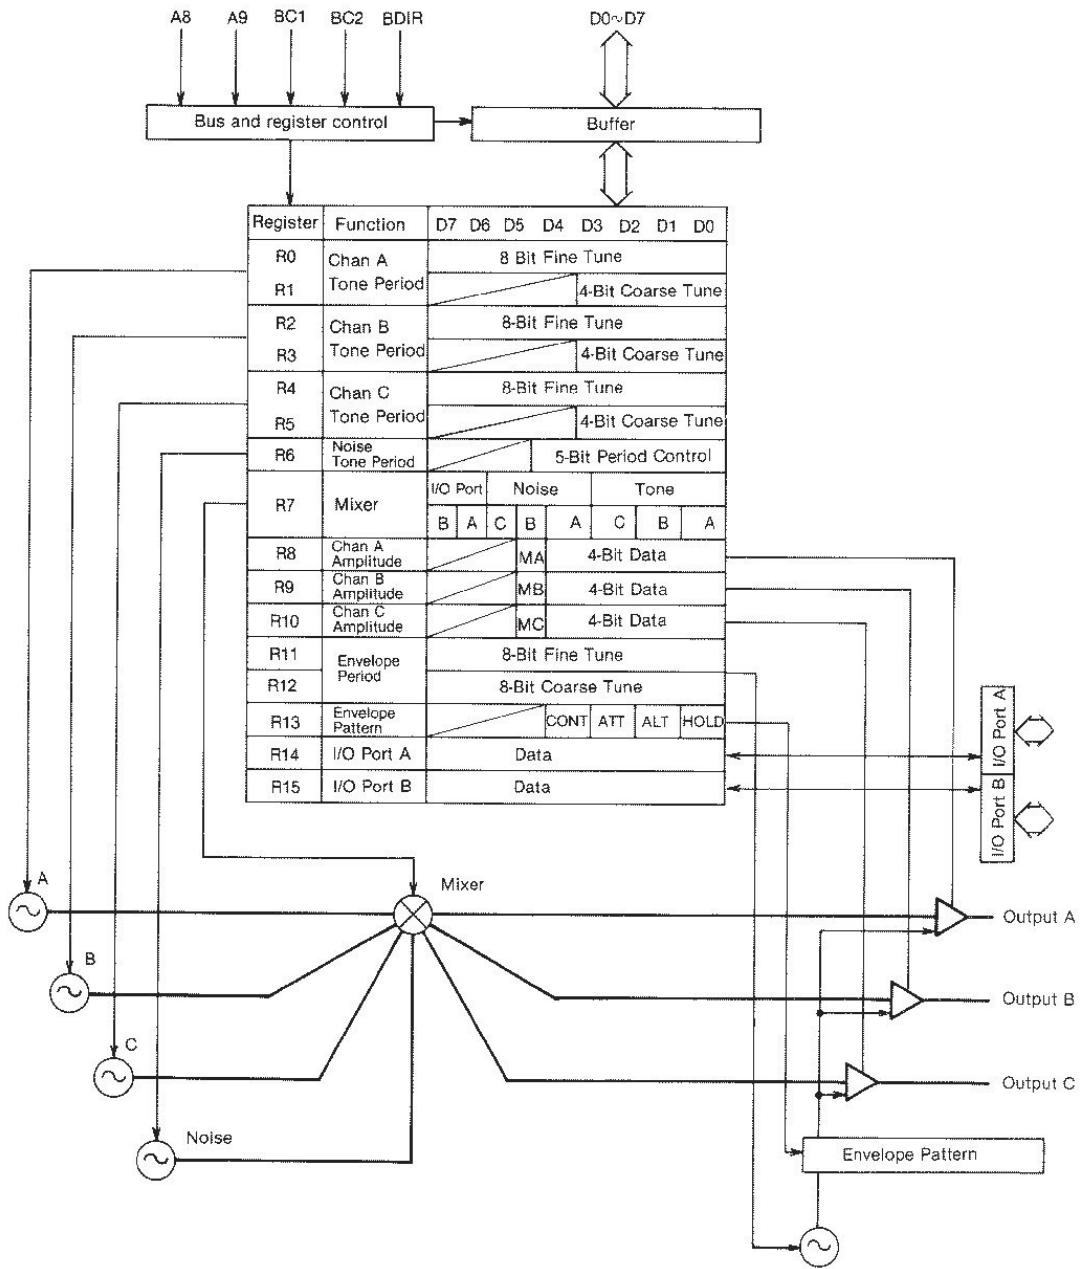 A8 A9 BC1 BC2 BDIR D0~D7
Bus and register control
Buffer
Register Function D7 D6 D5 D4 D3 D2 D1 D0
R0 Chan A 8 Bit Fine Tune
R1 Tone Period 4-Bit Coarse Tune
R2 Chan B 8-Bit Fine Tune
R3 Tone Period 4-Bit Coarse Tune
R4 Chan C 8-Bit Fine Tune
R5 Tone Period 4-Bit Coarse Tune
R6 Noise
Tone Period 5-Bit Period Control
I/O Port Noise Tone
R7 Mixer
B A C B A C B A
R8 Chan A
Amplitude MA 4-Bit Data
R9 Chan B
Amplitude MB 4-Bit Data
R10 Chan C
Amplitude MC 4-Bit Data
R11 Envelope 8-Bit Fine Tune
R12 Period 8-Bit Coarse Tune
R13 Envelope
Pattern CONT ATT ALT HOLD
R14 I/O Port A Data
R15 I/O Port B Data
I/O Port A
I/O Port B
A
Mixer
Output A
B
Output B
C
Output C
Noise
Envelope Pattern